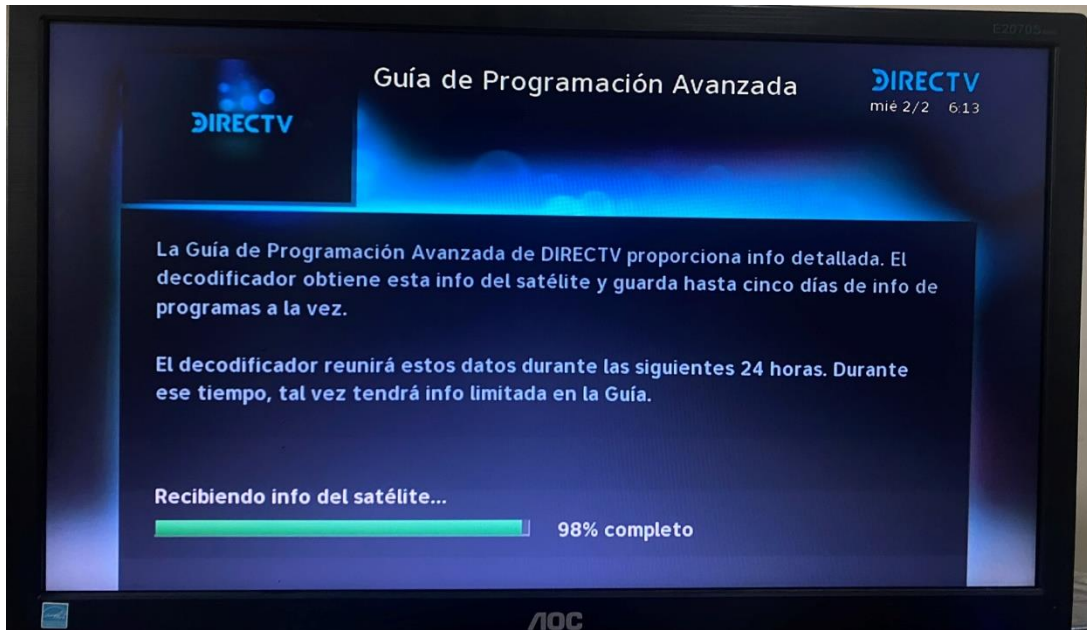 E2070S
Guía de Programación Avanzada
DIRECTV
mié 2/2 6:13
DIRECTV
La Guía de Programación Avanzada de DIRECTV proporciona info detallada. El
decodificador obtiene esta info del satélite y guarda hasta cinco días de info de
programas a la vez.
El decodificador reunirá estos datos durante las siguientes 24 horas. Durante
ese tiempo, tal vez tendrá info limitada en la Guía.
Recibiendo info del satélite...
98% completo
AOC